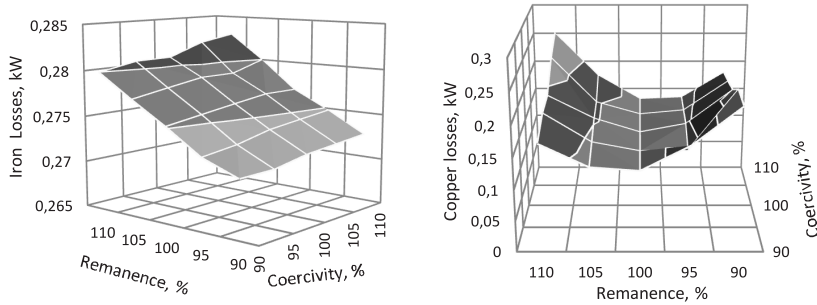 0,285
0,28
0,275
0,27
0,265
Iron Losses, kW
110 105 100 95 90
Remanence, %
90 95 100 105 110
Coercivity, %
0,3
0,25
0,2
0,15
0,1
0,05
0
Copper losses, kW
110 105 100 95 90
Remanence, %
110
100
90
Coercivity, %